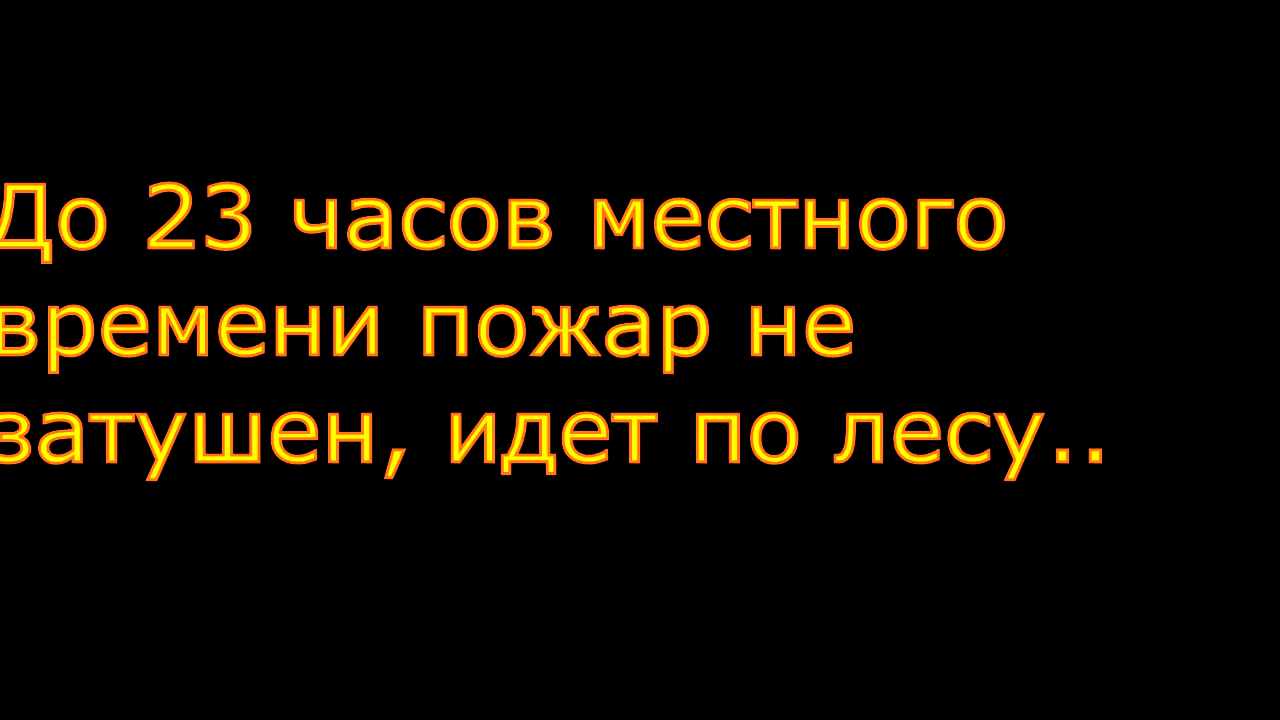 До 23 часов местного
времени пожар не
затушен, идет по лесу..